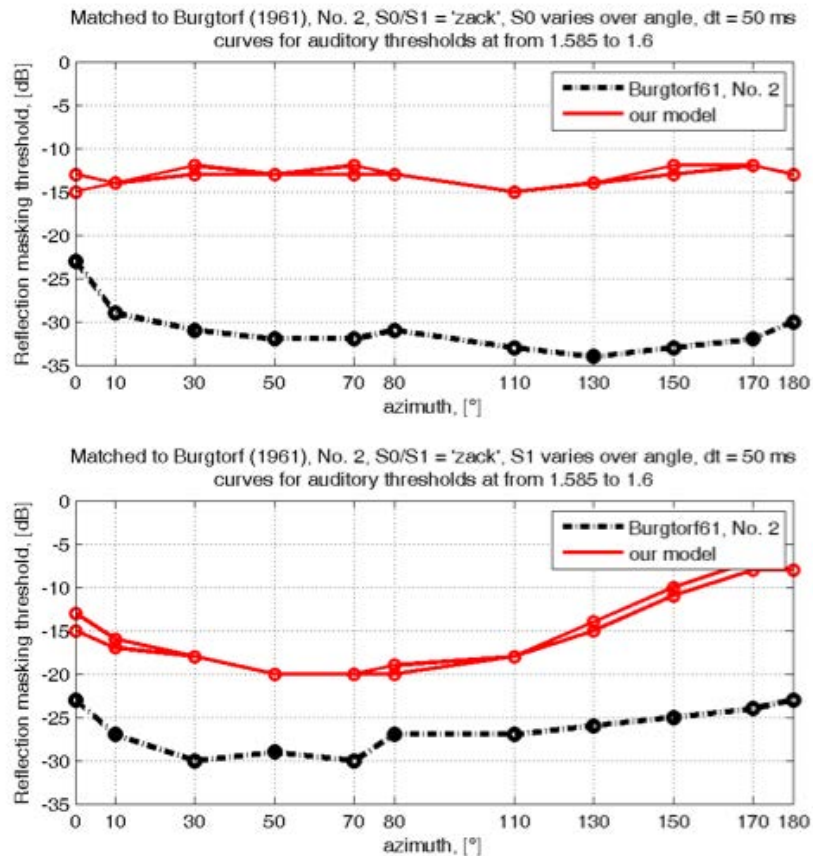 Matched to Burgtorf (1961), No. 2, S0/S1 = 'zack', S0 varies over angle, dt = 50 ms
curves for auditory thresholds at from 1.585 to 1.6
Reflection masking threshold, [dB]
0
-5
-10
-15
-20
-25
-30
-35
Burgtorf61, No. 2
our model
0 10 30 50 70 80 110 130 150 170 180
azimuth, [°]
Matched to Burgtorf (1961), No. 2, S0/S1 = 'zack', S1 varies over angle, dt = 50 ms
curves for auditory thresholds at from 1.585 to 1.6
Reflection masking threshold, [dB]
0
-5
-10
-15
-20
-25
-30
-35
Burgtorf61, No. 2
our model
0 10 30 50 70 80 110 130 150 170 180
azimuth, [°]